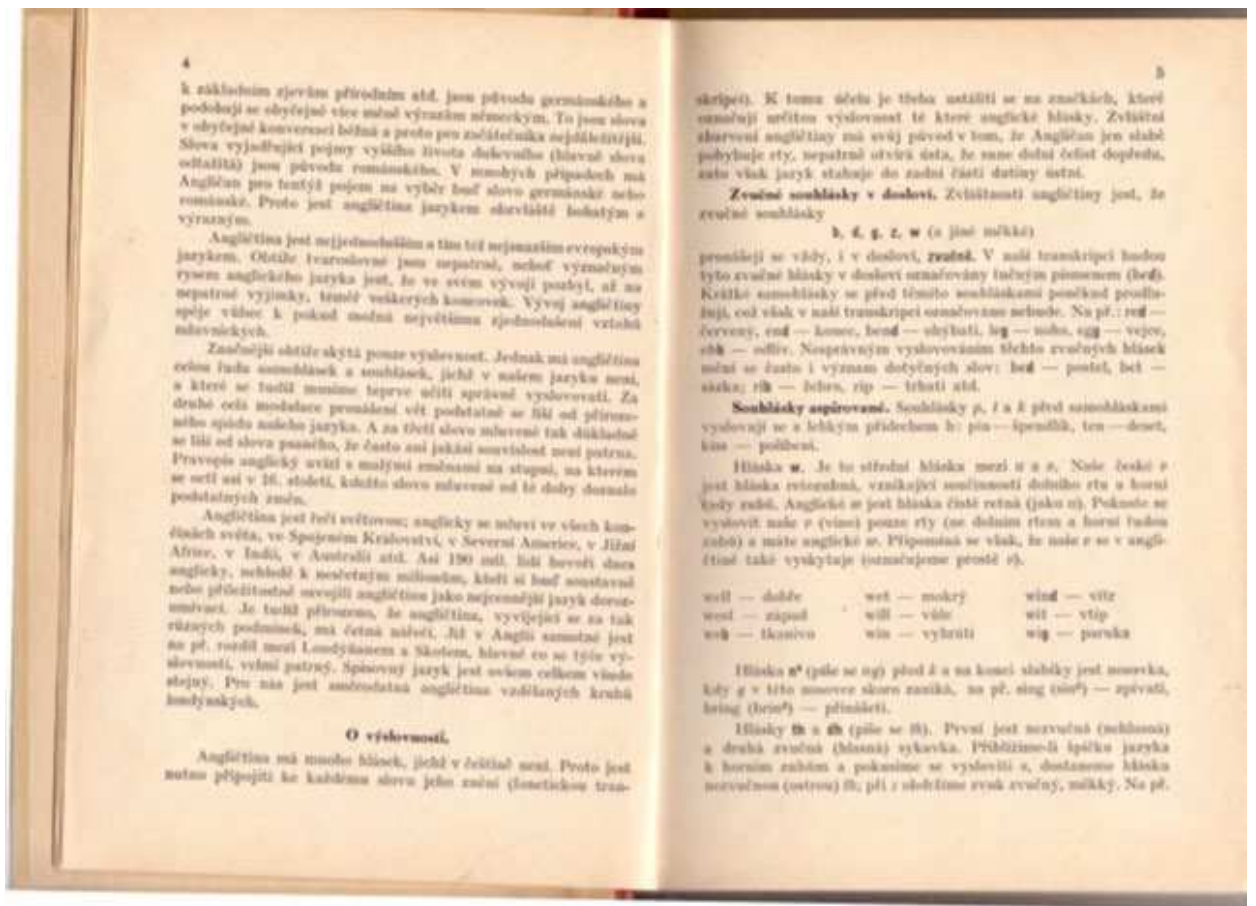 4
k základním zjevům přírodním atd. jsou původu germánského a
podobají se obyčejně více méně výrazům německým. To jsou slova
v obyčejné konversaci běžná a proto pro začátečníka nejdůležitější.
Slova vyjadřující pojmy vyššího života duševního (hlavně slova
odtažitá) jsou původu románského. V mnohých případech má
Angličan pro tentýž pojem na výběr buď slovo germánské nebo
románské. Proto jest angličtina jazykem obzvláště bohatým a
výrazným.
Angličtina jest nejjednodušším a tím též nejsnazším evropským
jazykem. Obtíže tvaroslovné jsou nepatrné, neboť význačným
rysem anglického jazyka jest, že ve svém vývoji pozbyl, až na
nepatrné výjimky, téměř veškerých koncovek. Vývoj angličtiny
spěje vůbec k pokud možná největšímu zjednodušení vztahů
mluvnických.
Značnější obtíže skýtá pouze výslovnost. Jednak má angličtina
celou řadu samohlásek a souhlásek, jichž v našem jazyku není,
a které se tudíž musíme teprve učiti správně vyslovovati. Za
druhé celá modulace pronášení vět podstatně se liší od přiroze-
ného spádu našeho jazyka. A za třetí slovo mluvené tak důkladně
se liší od slova psaného, že často ani jakási souvislost není patrna.
Pravopis anglický uvízl s malými změnami na stupni, na kterém
se octl asi v 16. století, kdežto slovo mluvené od té doby doznalo
podstatných změn.
Angličtina jest řečí světovou; anglicky se mluví ve všech kon-
činách světa, ve Spojeném Království, v Severní Americe, v Jižní
Africe, v Indii, v Australii atd. Asi 190 mil. lidí hovoří dnes
anglicky, nehledě k nesčetným milionům, kteří si buď soustavně
nebo příležitostně osvojili angličtinu jako nejcennější jazyk doroz-
umívací. Je tudíž přirozeno, že angličtina, vyvíjející se za tak
různých podmínek, má četná nářečí. Již v Anglii samotné jest
na př. rozdíl mezi Londýňanem a Skotem, hlavně co se týče vý-
slovnosti, velmi patrný. Spisovný jazyk jest ovšem celkem všude
stejný. Pro nás jest směrodatná angličtina vzdělaných kruhů
londýnských.
O výslovnosti.
Angličtina má mnoho hlásek, jichž v češtině není. Proto jest
nutno připojiti ke každému slovu jeho znění (fonetickou tran-
5
skripci). K tomu účelu je třeba ustáliti se na značkách, které
označují určitou výslovnost té které anglické hlásky. Zvláštní
zbarvení angličtiny má svůj původ v tom, že Angličan jen slabě
pohybuje rty, nepatrně otvírá ústa, že sune dolní čelist dopředu,
zato však jazyk stahuje do zadní části dutiny ústní.
Zvučné souhlásky v doslovi. Zvláštností angličtiny jest, že
zvučné souhlásky
b, d, g, z, w (a jiné měkké)
pronášejí se vždy, i v doslovi, zvučně. V naší transkripci budou
tyto zvučné hlásky v doslovi označovány tučným písmenem (bed).
Krátké samohlásky se před těmito souhláskami poněkud prodlu-
žují, což však v naší transkripci označováno nebude. Na př.: red —
červený, end — konec, bend — ohýbati, leg — noha, egg — vejce,
ebb — odliv. Nesprávným vyslovováním těchto zvučných hlásek
mění se často i význam dotyčných slov: bed — postel, bet —
sázka; rib — žebro, rip — trhati atd.
Souhlásky aspirované. Souhlásky p, t a k před samohláskami
vyslovují se s lehkým přídechem h: pin — špendlík, ten — deset,
kiss — políbení.
Hláska w. Je to střední hláska mezi u a v. Naše české v
jest hláska retozubná, vznikající součinností dolního rtu a horní
řady zubů. Anglické w jest hláska čistě retná (jako u). Pokuste se
vyslovit naše v (víno) pouze rty (ne dolním rtem a horní řadou
zubů) a máte anglické w. Připomíná se však, že naše v se v angli-
čtině také vyskytuje (označujeme prostě v).
well — dobře wet — mokrý wind — vítr
west — západ will — vůle wit — vtip
web — tkanivo win — vyhráti wig — paruka
Hláska nᵍ (píše se ng) před k a na konci slabiky jest nosovka,
kdy g v této nosovce skoro zaniká, na př. sing (sinᵍ) — zpívati,
bring (brinᵍ) — přinášeti.
Hlásky th a dh (píše se th). První jest nezvučná (nehlasná)
a druhá zvučná (hlasná) sykavka. Přiblížíme-li špičku jazyka
k horním zubům a pokusíme se vysloviti s, dostaneme hlásku
nezvučnou (ostrou) th, při z obdržíme zvuk zvučný, měkký. Na př.